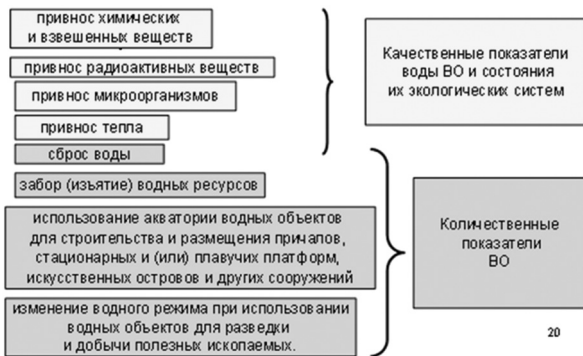 привнос химических
и взвешенных веществ
привнос радиоактивных веществ
привнос микроорганизмов
привнос тепла
сброс воды
забор (изъятие) водных ресурсов
использование акватории водных объектов
для строительства и размещения причалов,
стационарных и (или) плавучих платформ,
искусственных островов и других сооружений
изменение водного режима при использовании
водных объектов для разведки
и добычи полезных ископаемых.
Качественные показатели
воды ВО и состояния
их экологических систем
Количественные
показатели
ВО
20